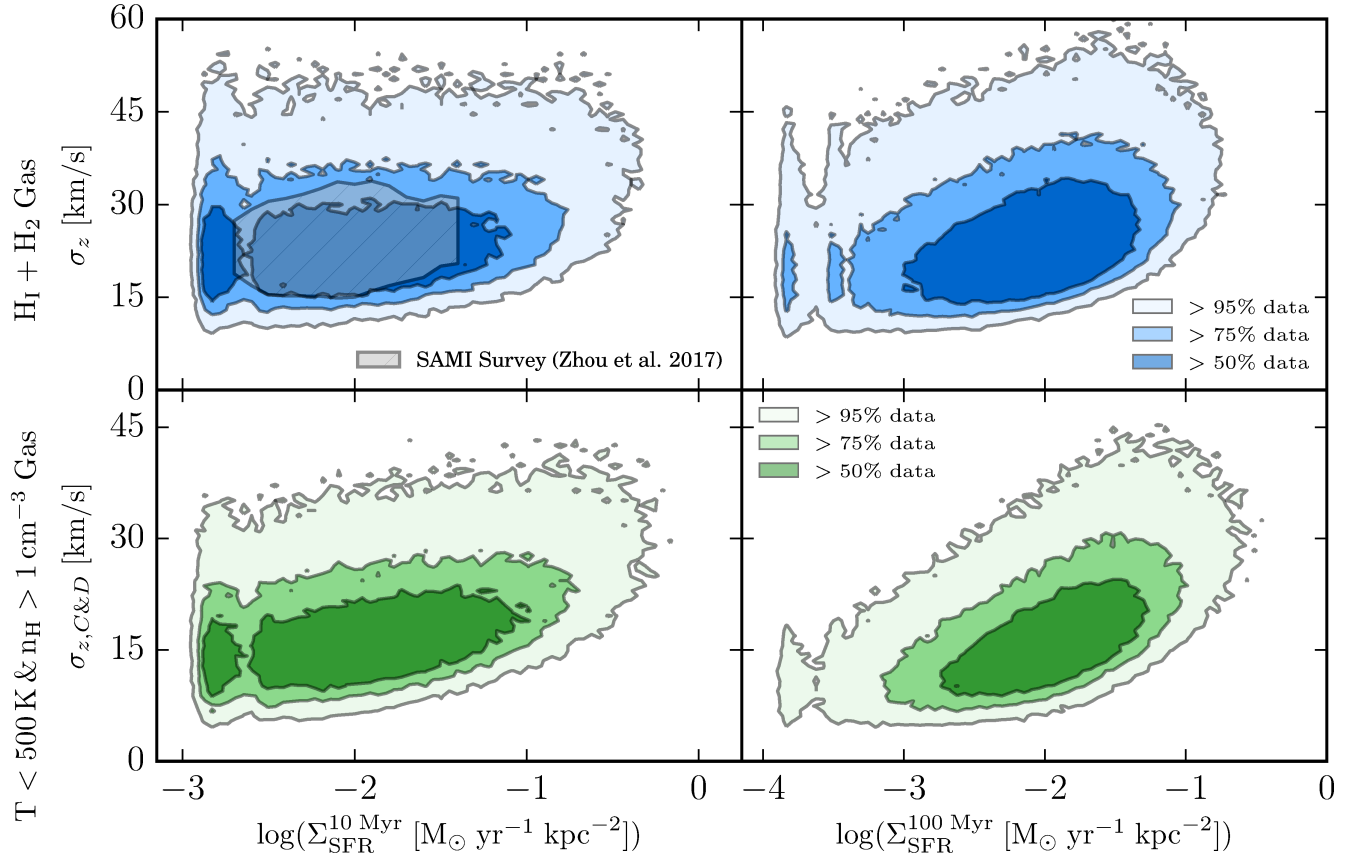 60
45
30
15
0
H_I + H_2 Gas
σ_z [km/s]
SAMI Survey (Zhou et al. 2017)
> 95% data
> 75% data
> 50% data
45
30
15
0
T < 500 K & n_H > 1 cm^−3 Gas
σ_z,C&D [km/s]
> 95% data
> 75% data
> 50% data
−3 −2 −1 0
−4 −3 −2 −1 0
log(Σ_SFR^10 Myr [M_⊙ yr^−1 kpc^−2])
log(Σ_SFR^100 Myr [M_⊙ yr^−1 kpc^−2])